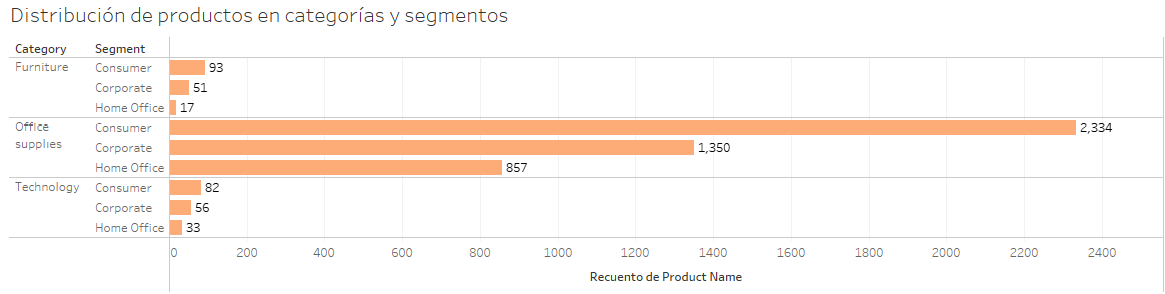 Distribución de productos en categorías y segmentos
Category Segment
Furniture Consumer 93
Corporate 51
Home Office 17
Office supplies Consumer 2,334
Corporate 1,350
Home Office 857
Technology Consumer 82
Corporate 56
Home Office 33
0 200 400 600 800 1000 1200 1400 1600 1800 2000 2200 2400
Recuento de Product Name